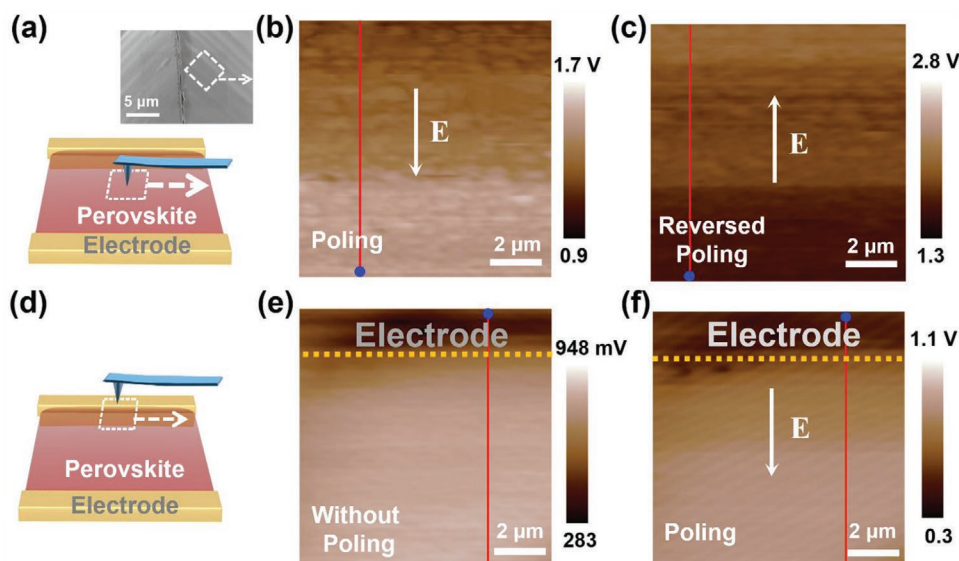 (a)
5 μm
Perovskite
Electrode
(b)
E
Poling
2 μm
1.7 V
0.9
(c)
E
Reversed
Poling
2 μm
2.8 V
1.3
(d)
Perovskite
Electrode
(e)
Electrode
Without
Poling
2 μm
948 mV
283
(f)
Electrode
E
Poling
2 μm
1.1 V
0.3